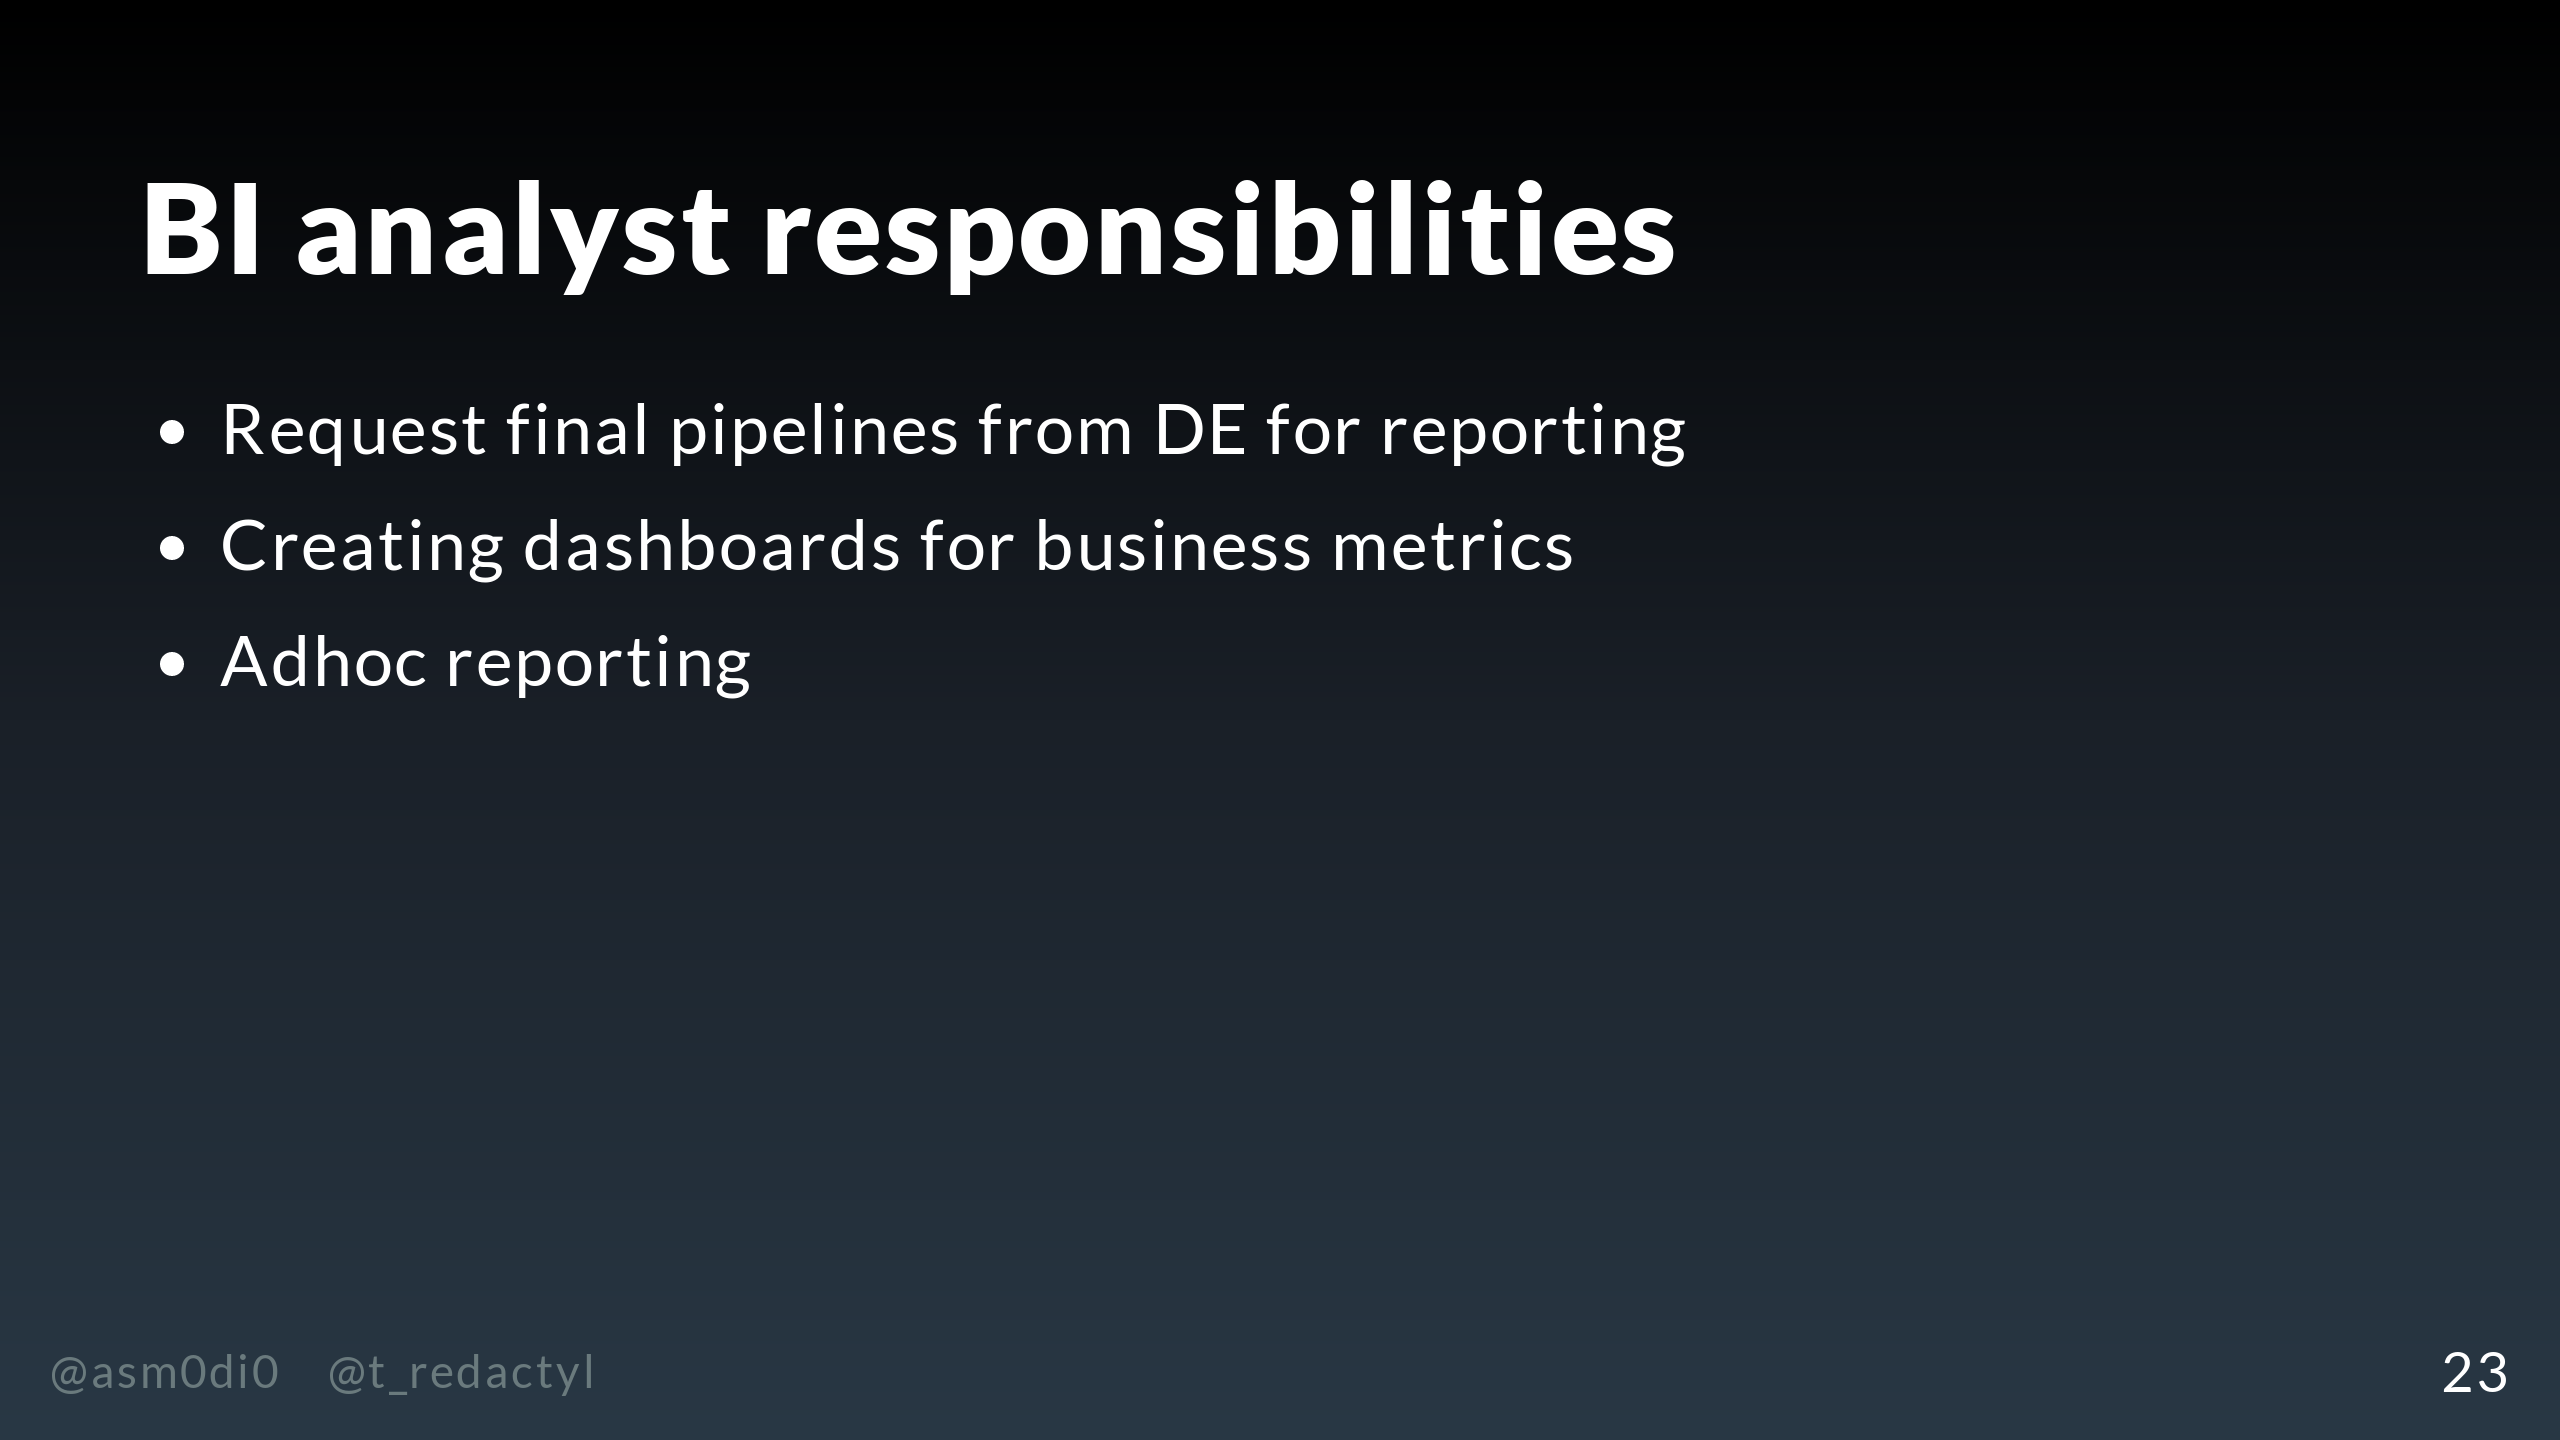 BI analyst responsibilities
• Request final pipelines from DE for reporting
• Creating dashboards for business metrics
• Adhoc reporting
@asm0di0 @t_redactyl
23